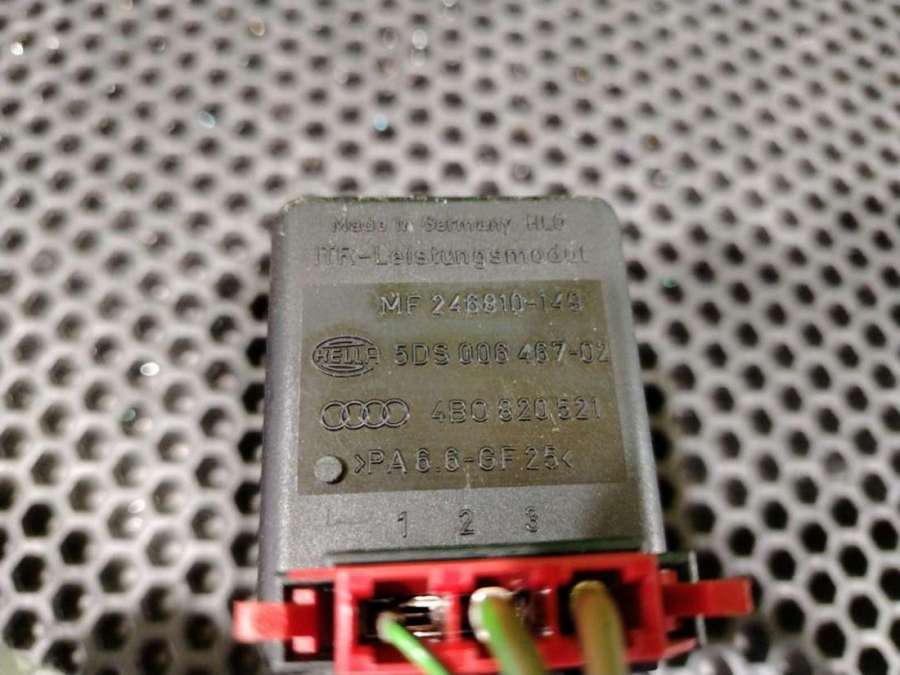 Made in Germany HLO
ITR-Leistungsmodul
MF 246810-149
HELLA 5DS 006 467-02
4B0 820 521
>PA 6.6-GF 25<
1 2 3